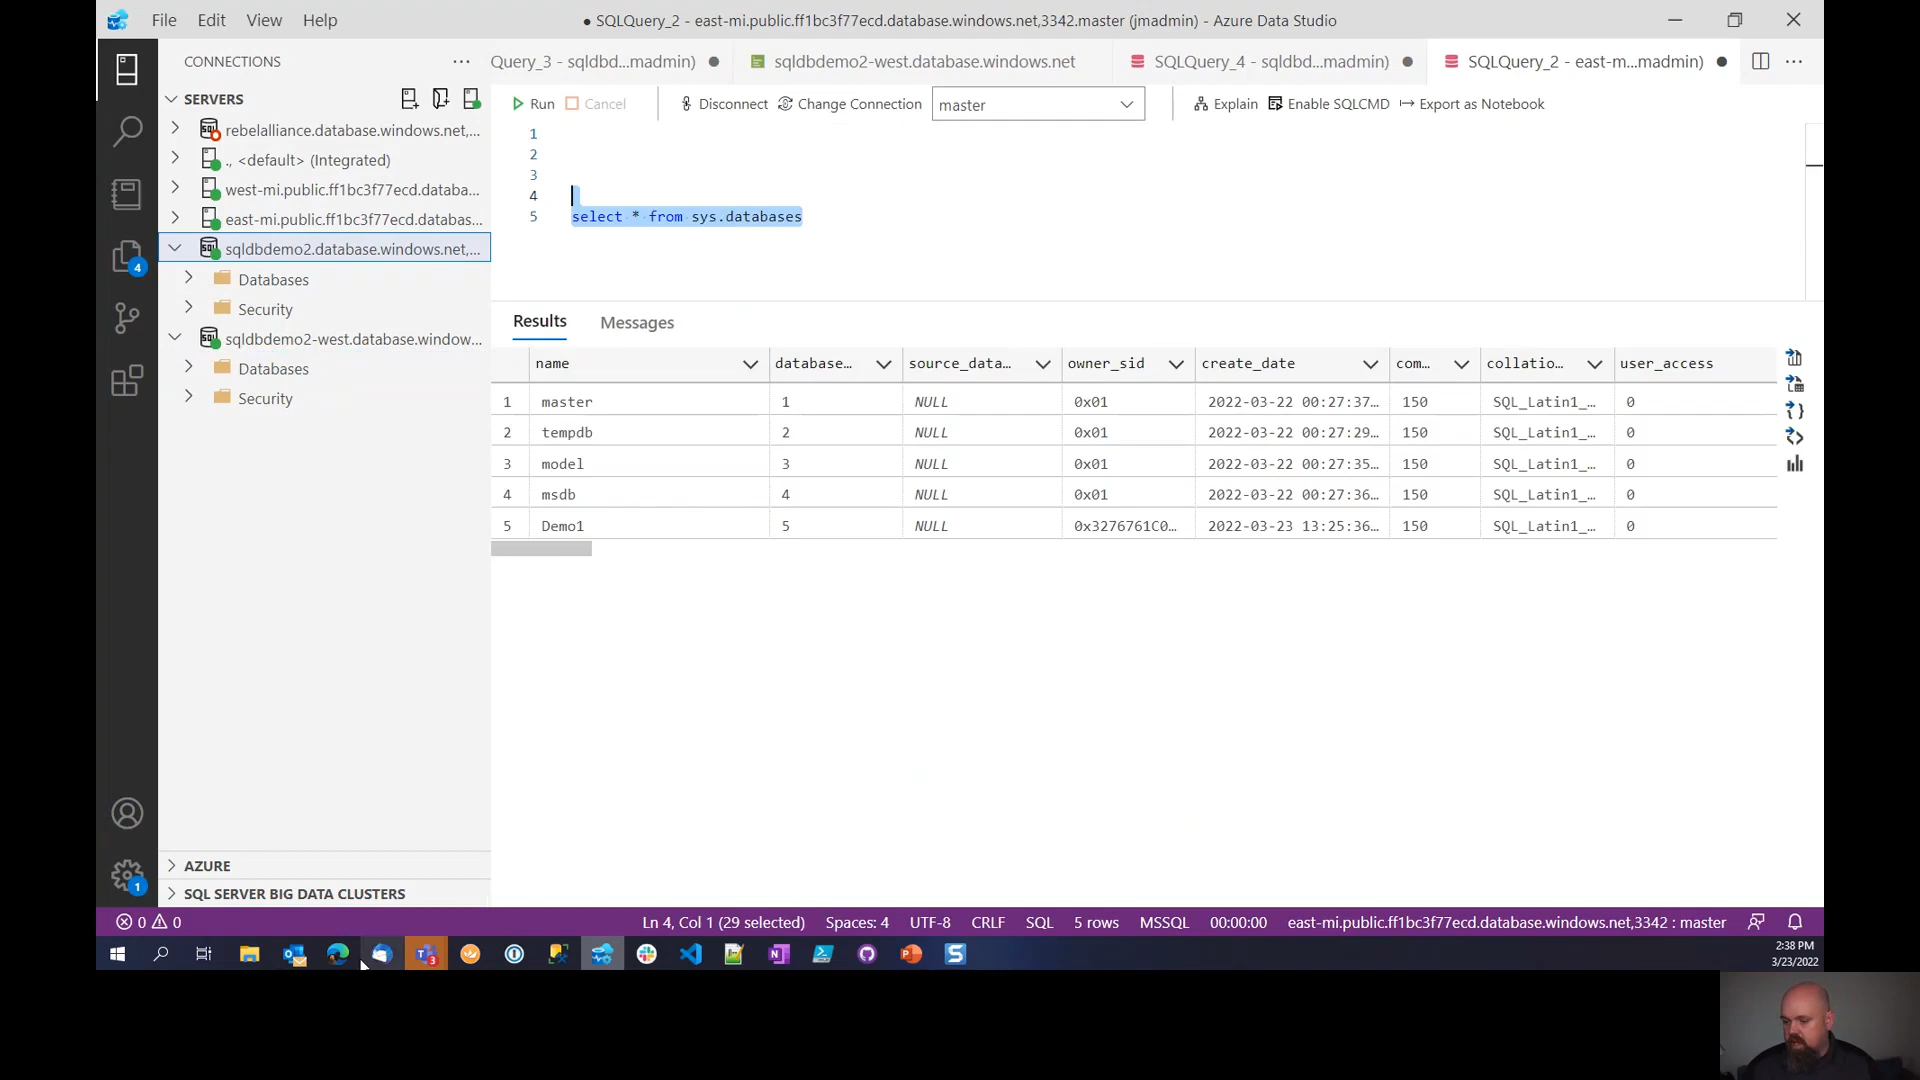 File Edit View Help
● SQLQuery_2 - east-mi.public.ff1bc3f77ecd.database.windows.net,3342.master (jmadmin) - Azure Data Studio
CONNECTIONS
Query_3 - sqldbd...madmin)
sqldbdemo2-west.database.windows.net
SQLQuery_4 - sqldbd...madmin)
SQLQuery_2 - east-m...madmin)
SERVERS
Run Cancel Disconnect Change Connection master Explain Enable SQLCMD Export as Notebook
rebelalliance.database.windows.net,...
., <default> (Integrated)
west-mi.public.ff1bc3f77ecd.databa...
east-mi.public.ff1bc3f77ecd.databas...
sqldbdemo2.database.windows.net,...
Databases
Security
sqldbdemo2-west.database.window...
Databases
Security
4
1
2
3
4
5 select * from sys.databases
Results Messages
name database... source_data... owner_sid create_date com... collatio... user_access
1 master 1 NULL 0x01 2022-03-22 00:27:37... 150 SQL_Latin1_... 0
2 tempdb 2 NULL 0x01 2022-03-22 00:27:29... 150 SQL_Latin1_... 0
3 model 3 NULL 0x01 2022-03-22 00:27:35... 150 SQL_Latin1_... 0
4 msdb 4 NULL 0x01 2022-03-22 00:27:36... 150 SQL_Latin1_... 0
5 Demo1 5 NULL 0x3276761C0... 2022-03-23 13:25:36... 150 SQL_Latin1_... 0
AZURE
1
SQL SERVER BIG DATA CLUSTERS
0 0 Ln 4, Col 1 (29 selected) Spaces: 4 UTF-8 CRLF SQL 5 rows MSSQL 00:00:00 east-mi.public.ff1bc3f77ecd.database.windows.net,3342 : master
2:38 PM
3/23/2022